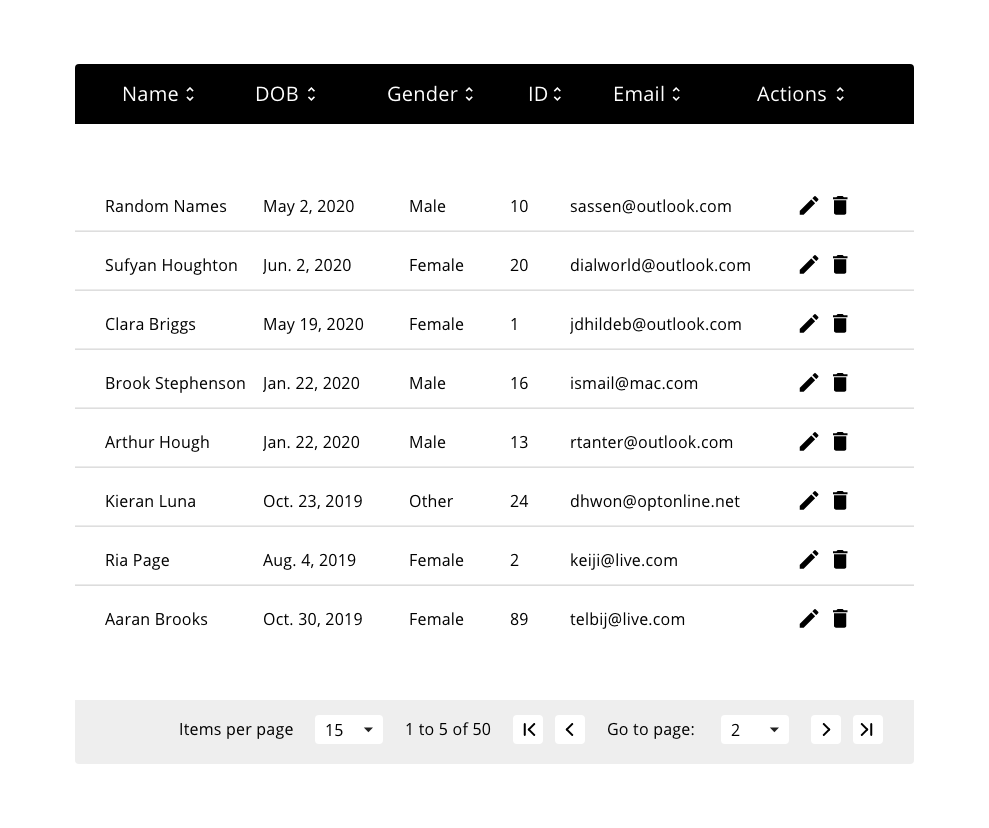 Name DOB Gender ID Email Actions
Random Names May 2, 2020 Male 10 sassen@outlook.com
Sufyan Houghton Jun. 2, 2020 Female 20 dialworld@outlook.com
Clara Briggs May 19, 2020 Female 1 jdhildeb@outlook.com
Brook Stephenson Jan. 22, 2020 Male 16 ismail@mac.com
Arthur Hough Jan. 22, 2020 Male 13 rtanter@outlook.com
Kieran Luna Oct. 23, 2019 Other 24 dhwon@optonline.net
Ria Page Aug. 4, 2019 Female 2 keiji@live.com
Aaran Brooks Oct. 30, 2019 Female 89 telbij@live.com
Items per page 15 1 to 5 of 50 Go to page: 2